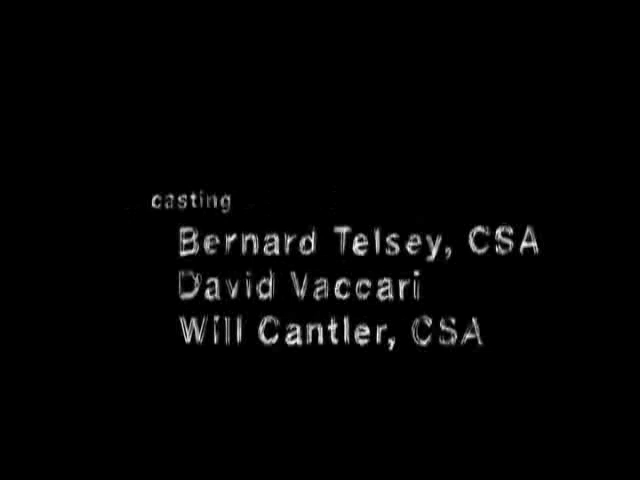 casting
Bernard Telsey, CSA
David Vaccari
Will Cantler, CSA